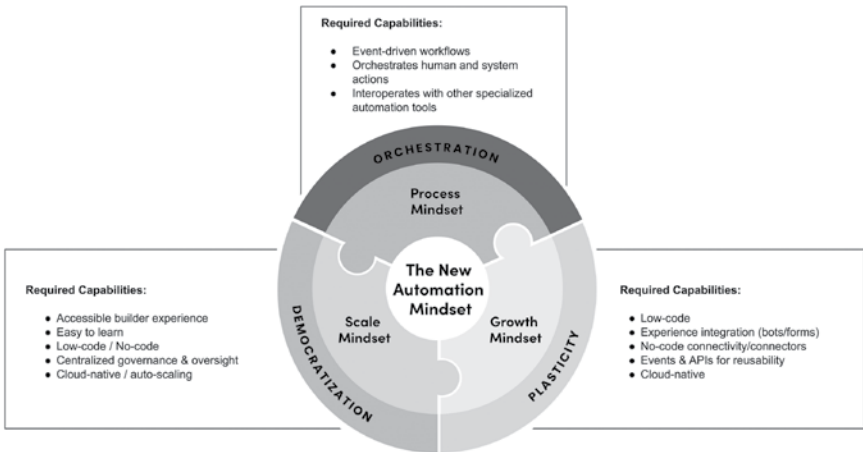 Required Capabilities:
● Event-driven workflows
● Orchestrates human and system
actions
● Interoperates with other specialized
automation tools
ORCHESTRATION
Process
Mindset
The New
Automation
Mindset
Scale
Mindset
Growth
Mindset
DEMOCRATIZATION
PLASTICITY
Required Capabilities:
● Accessible builder experience
● Easy to learn
● Low-code / No-code
● Centralized governance & oversight
● Cloud-native / auto-scaling
Required Capabilities:
● Low-code
● Experience integration (bots/forms)
● No-code connectivity/connectors
● Events & APIs for reusability
● Cloud-native